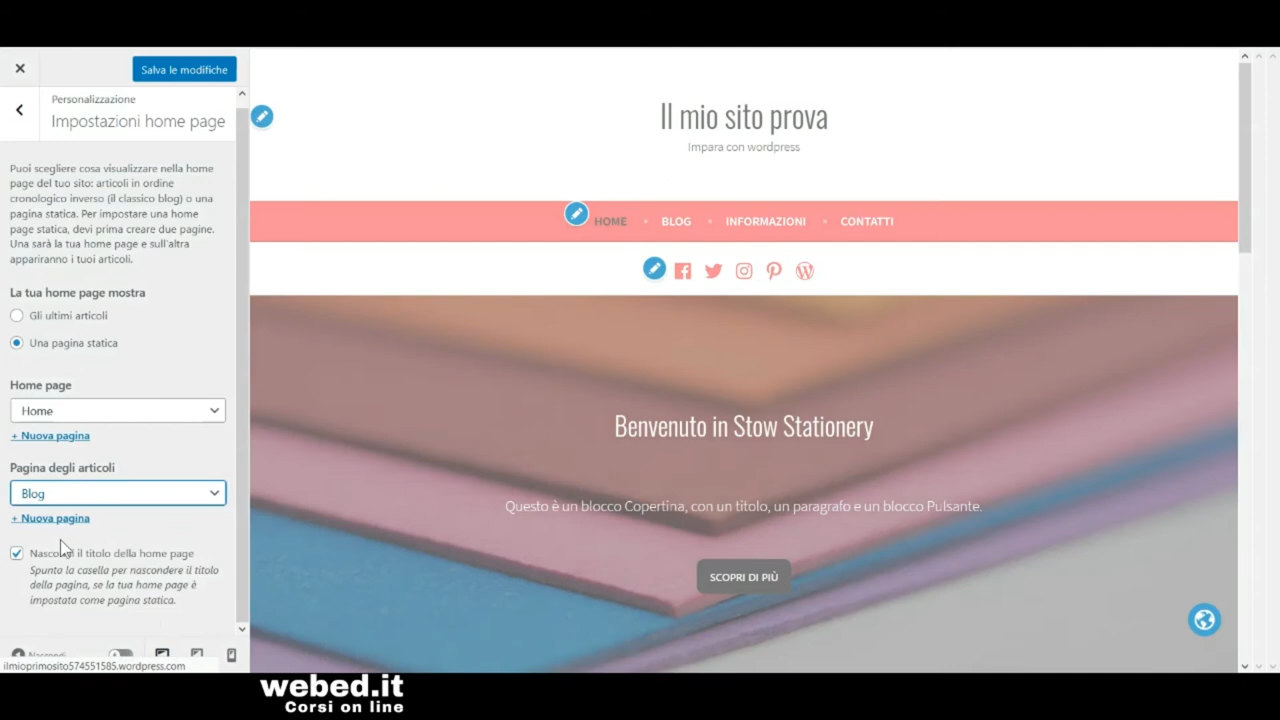 Salva le modifiche
Personalizzazione
Impostazioni home page
Puoi scegliere cosa visualizzare nella home
page del tuo sito: articoli in ordine
cronologico inverso (il classico blog) o una
pagina statica. Per impostare una home
page statica, devi prima creare due pagine.
Una sarà la tua home page e sull'altra
appariranno i tuoi articoli.
La tua home page mostra
Gli ultimi articoli
Una pagina statica
Home page
Home
+ Nuova pagina
Pagina degli articoli
Blog
+ Nuova pagina
il titolo della home page
Spunta la casella per nascondere il titolo
della pagina, se la tua home page è
impostata come pagina statica.
ilmioprimosito574551585.wordpress.com
Il mio sito prova
Impara con wordpress
HOME • BLOG • INFORMAZIONI • CONTATTI
Benvenuto in Stow Stationery
Questo è un blocco Copertina, con un titolo, un paragrafo e un blocco Pulsante.
SCOPRI DI PIÙ
webed.it
Corsi on line